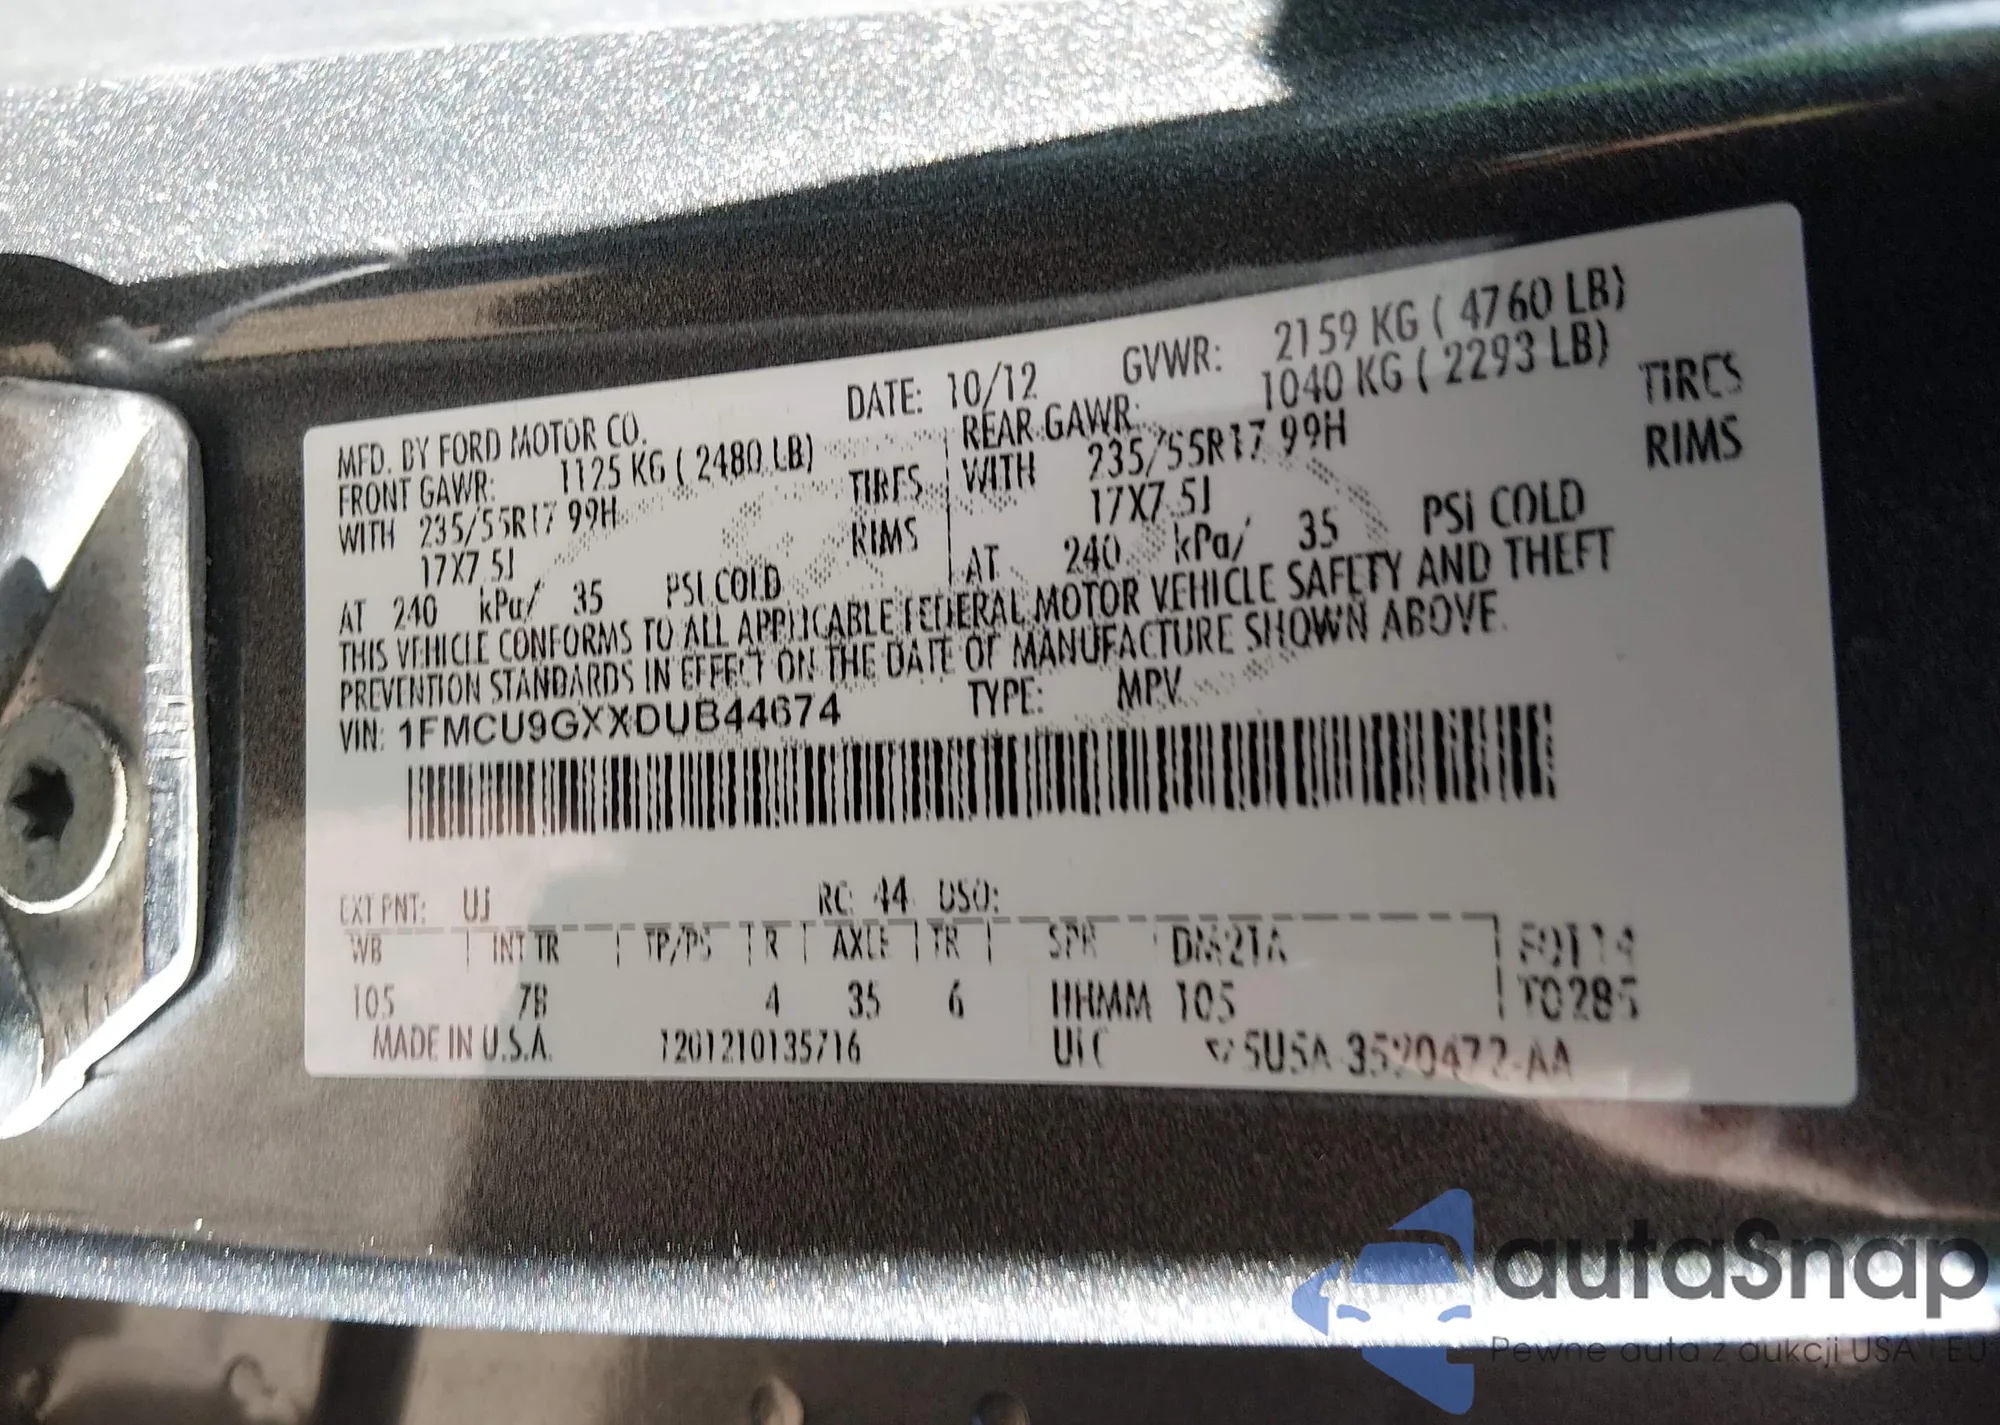 MFD. BY FORD MOTOR CO. DATE: 10/12 GVWR: 2159 KG ( 4760 LB)
FRONT GAWR: 1125 KG ( 2480 LB) REAR GAWR: 1040 KG ( 2293 LB)
WITH 235/55R17 99H TIRES WITH 235/55R17 99H TIRES
17X7.5J RIMS 17X7.5J RIMS
AT 240 kPa/ 35 PSI COLD AT 240 kPa/ 35 PSI COLD
THIS VEHICLE CONFORMS TO ALL APPLICABLE FEDERAL MOTOR VEHICLE SAFETY AND THEFT
PREVENTION STANDARDS IN EFFECT ON THE DATE OF MANUFACTURE SHOWN ABOVE.
VIN: 1FMCU9GXXDUB44674 TYPE: MPV
EXT PNT: UJ RC: 44 DSO:
WB INT TR TP/PS R AXLE TR SPR
105 7B 4 35 6 HHMM 105 T0285
MADE IN U.S.A. 1201210135716
autaSnap
Pewne auta z aukcji USA i EU